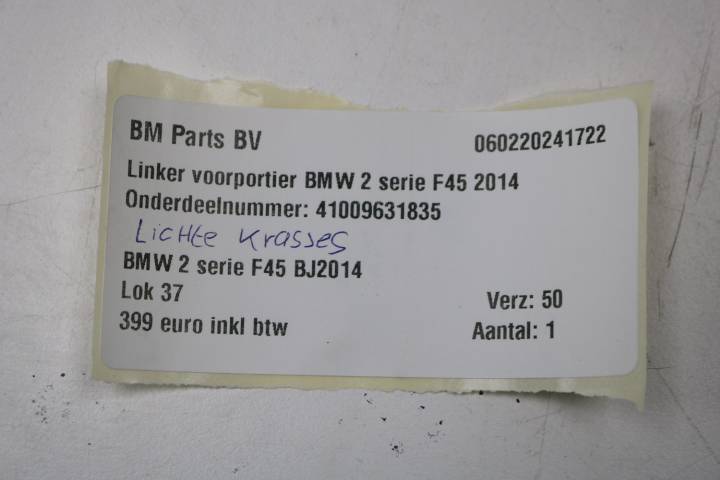 BM Parts BV 060220241722
Linker voorportier BMW 2 serie F45 2014
Onderdeelnummer: 41009631835
Lichte krasses
BMW 2 serie F45 BJ2014
Lok 37 Verz: 50
399 euro inkl btw Aantal: 1